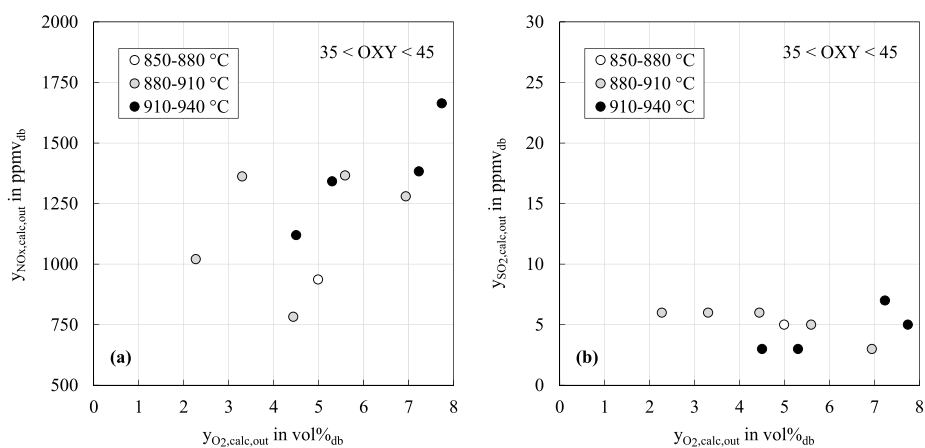 2000
1750
1500
1250
1000
750
500
y_NOx,calc,out in ppmv_db
35 < OXY < 45
850-880 °C
880-910 °C
910-940 °C
(a)
0 1 2 3 4 5 6 7 8
y_O2,calc,out in vol%_db
30
25
20
15
10
5
0
y_SO2,calc,out in ppmv_db
35 < OXY < 45
850-880 °C
880-910 °C
910-940 °C
(b)
0 1 2 3 4 5 6 7 8
y_O2,calc,out in vol%_db